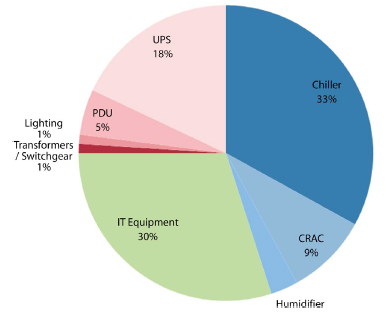 UPS
18%
Chiller
33%
PDU
5%
Lighting
1%
Transformers
/ Switchgear
1%
IT Equipment
30%
CRAC
9%
Humidifier